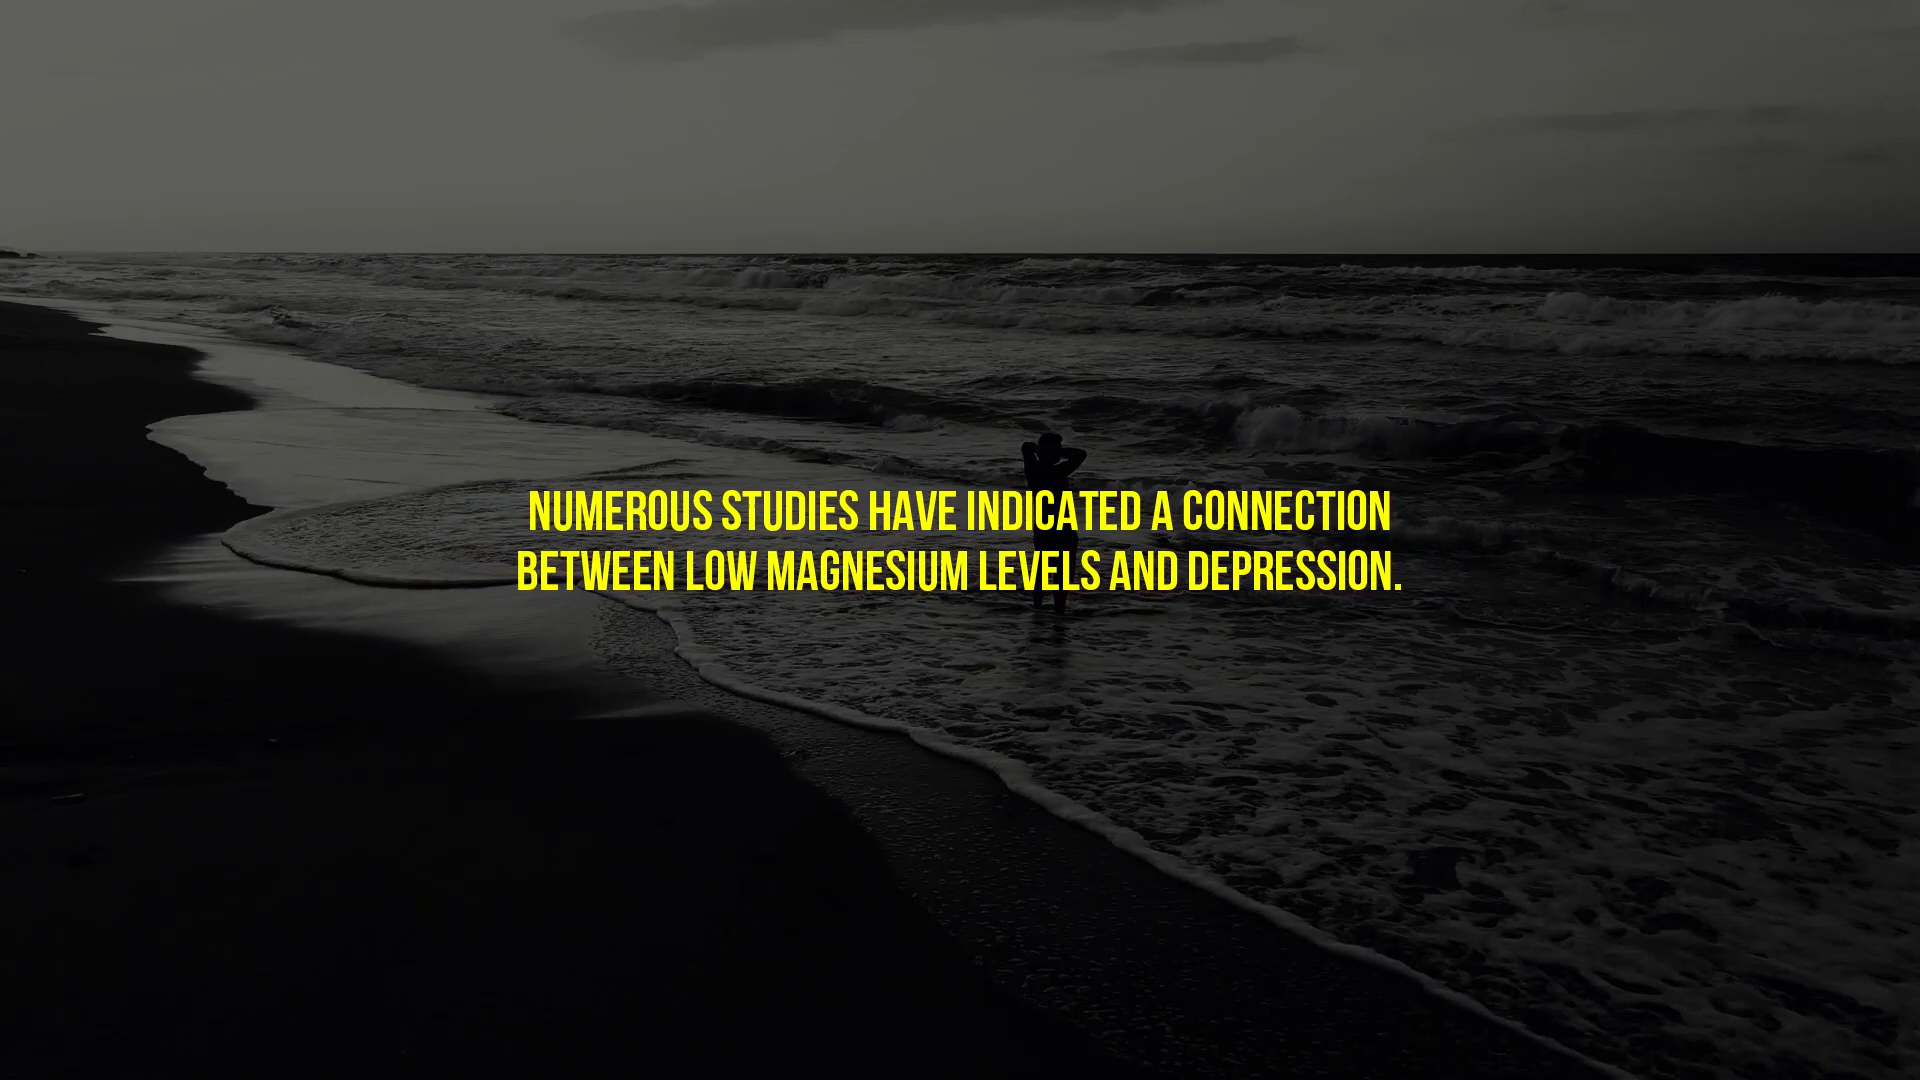 NUMEROUS STUDIES HAVE INDICATED A CONNECTION
BETWEEN LOW MAGNESIUM LEVELS AND DEPRESSION.